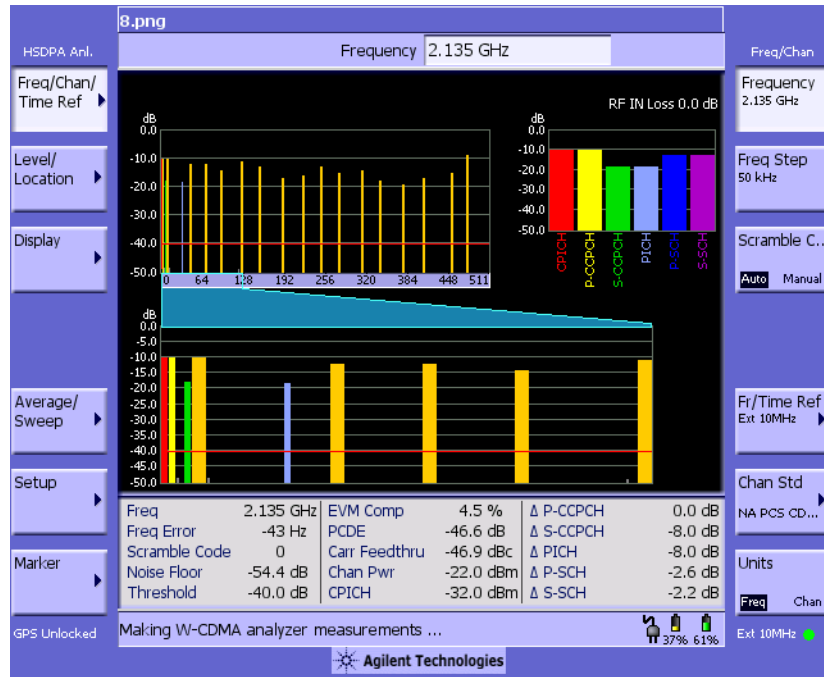 8.png
HSDPA Anl.
Frequency 2.135 GHz
Freq/Chan
Freq/Chan/
Time Ref
Level/
Location
Display
Average/
Sweep
Setup
Marker
GPS Unlocked
RF IN Loss 0.0 dB
dB
0.0
-10.0
-20.0
-30.0
-40.0
-50.0
0 64 128 192 256 320 384 448 511
dB
0.0
-10.0
-20.0
-30.0
-40.0
-50.0
CPICH
P-CCPCH
S-CCPCH
PICH
P-SCH
S-SCH
dB
0.0
-5.0
-10.0
-15.0
-20.0
-25.0
-30.0
-35.0
-40.0
-45.0
-50.0
Freq 2.135 GHz EVM Comp 4.5 % Δ P-CCPCH 0.0 dB
Freq Error -43 Hz PCDE -46.6 dB Δ S-CCPCH -8.0 dB
Scramble Code 0 Carr Feedthru -46.9 dBc Δ PICH -8.0 dB
Noise Floor -54.4 dB Chan Pwr -22.0 dBm Δ P-SCH -2.6 dB
Threshold -40.0 dB CPICH -32.0 dBm Δ S-SCH -2.2 dB
Making W-CDMA analyzer measurements ...
37% 61%
Agilent Technologies
Frequency
2.135 GHz
Freq Step
50 kHz
Scramble C..
Auto Manual
Fr/Time Ref
Ext 10MHz
Chan Std
NA PCS CD...
Units
Freq Chan
Ext 10MHz